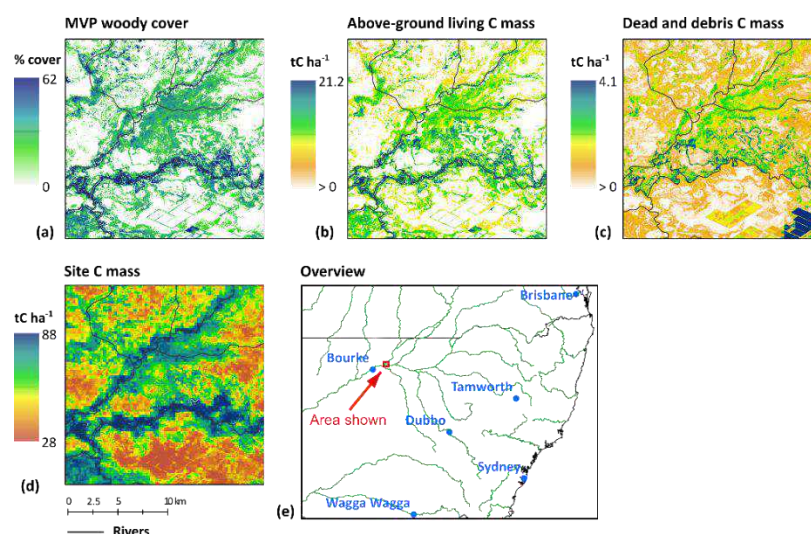 MVP woody cover
Above-ground living C mass
Dead and debris C mass
% cover
62
0
(a)
tC ha⁻¹
21.2
> 0
(b)
tC ha⁻¹
4.1
> 0
(c)
Site C mass
tC ha⁻¹
88
28
(d)
0 2.5 5 10 km
Rivers
Overview
Brisbane
Bourke
Area shown
Tamworth
Dubbo
Sydney
Wagga Wagga
(e)